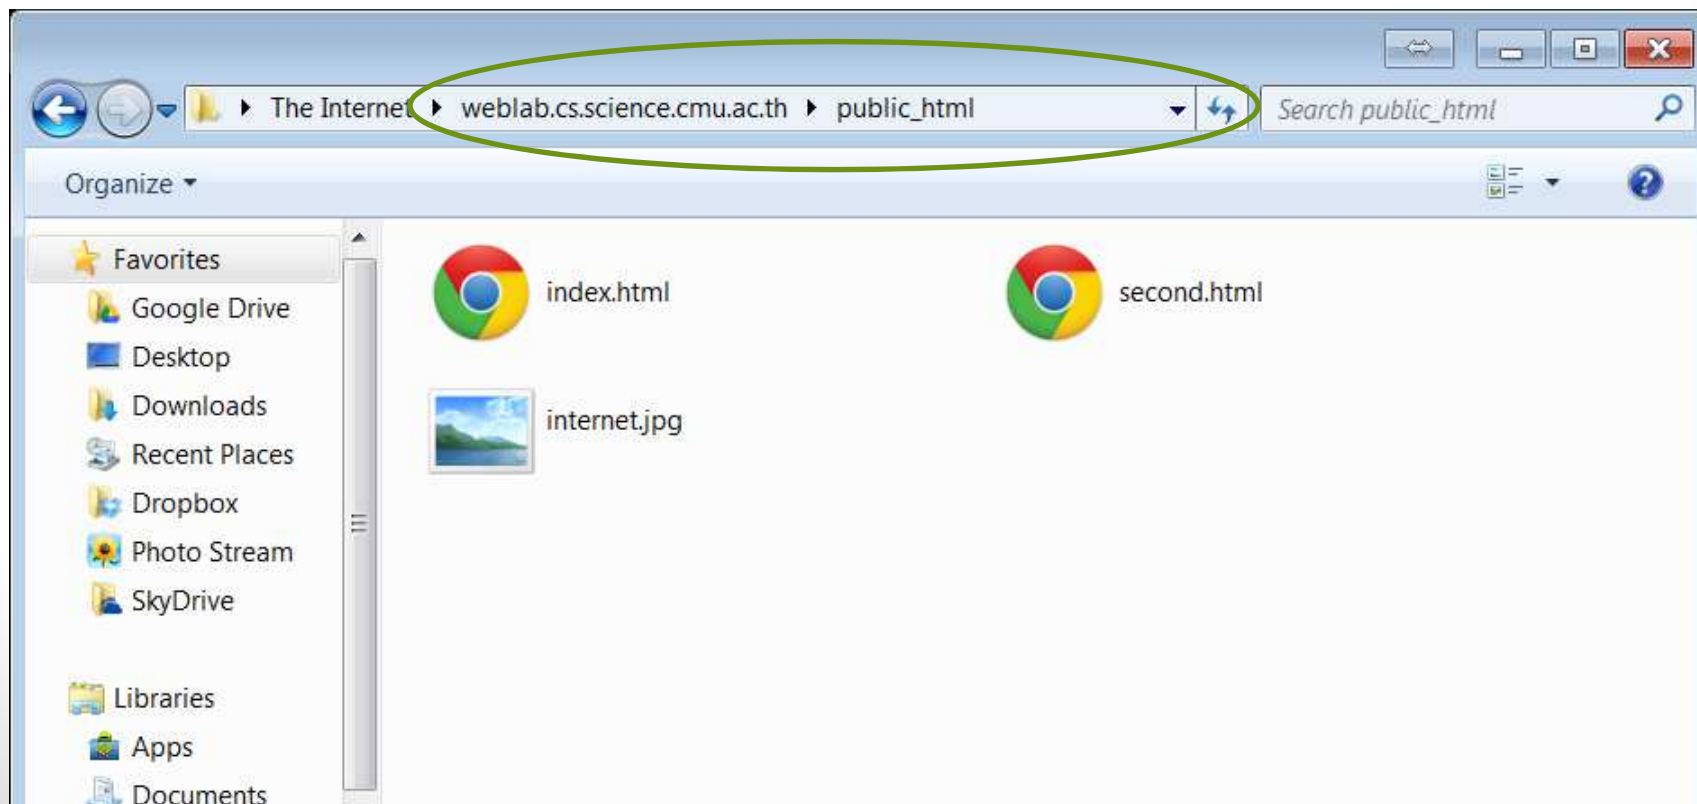 The Internet weblab.cs.science.cmu.ac.th public_html Search public_html
Organize
Favorites
Google Drive
Desktop
Downloads
Recent Places
Dropbox
Photo Stream
SkyDrive
Libraries
Apps
Documents
index.html second.html
internet.jpg